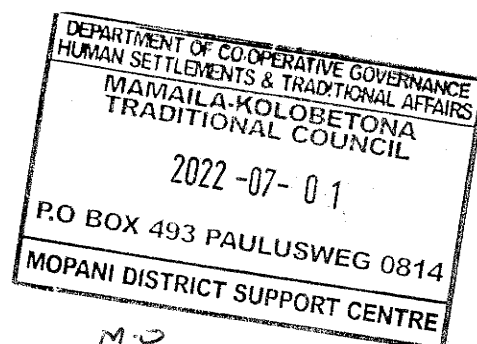 DEPARTMENT OF CO-OPERATIVE GOVERNANCE
HUMAN SETTLEMENTS & TRADITIONAL AFFAIRS
MAMAILA-KOLOBETONA
TRADITIONAL COUNCIL
2022 -07- 01
P.O BOX 493 PAULUSWEG 0814
MOPANI DISTRICT SUPPORT CENTRE
M.P